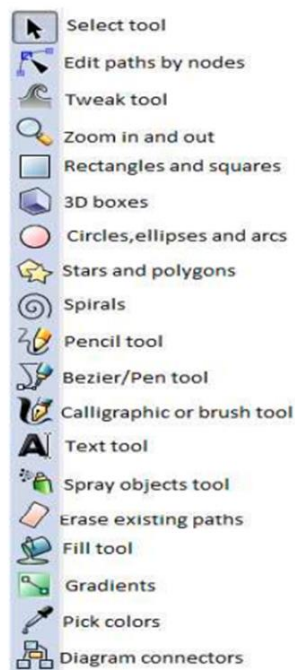 Select tool
Edit paths by nodes
Tweak tool
Zoom in and out
Rectangles and squares
3D boxes
Circles,ellipses and arcs
Stars and polygons
Spirals
Pencil tool
Bezier/Pen tool
Calligraphic or brush tool
Text tool
Spray objects tool
Erase existing paths
Fill tool
Gradients
Pick colors
Diagram connectors